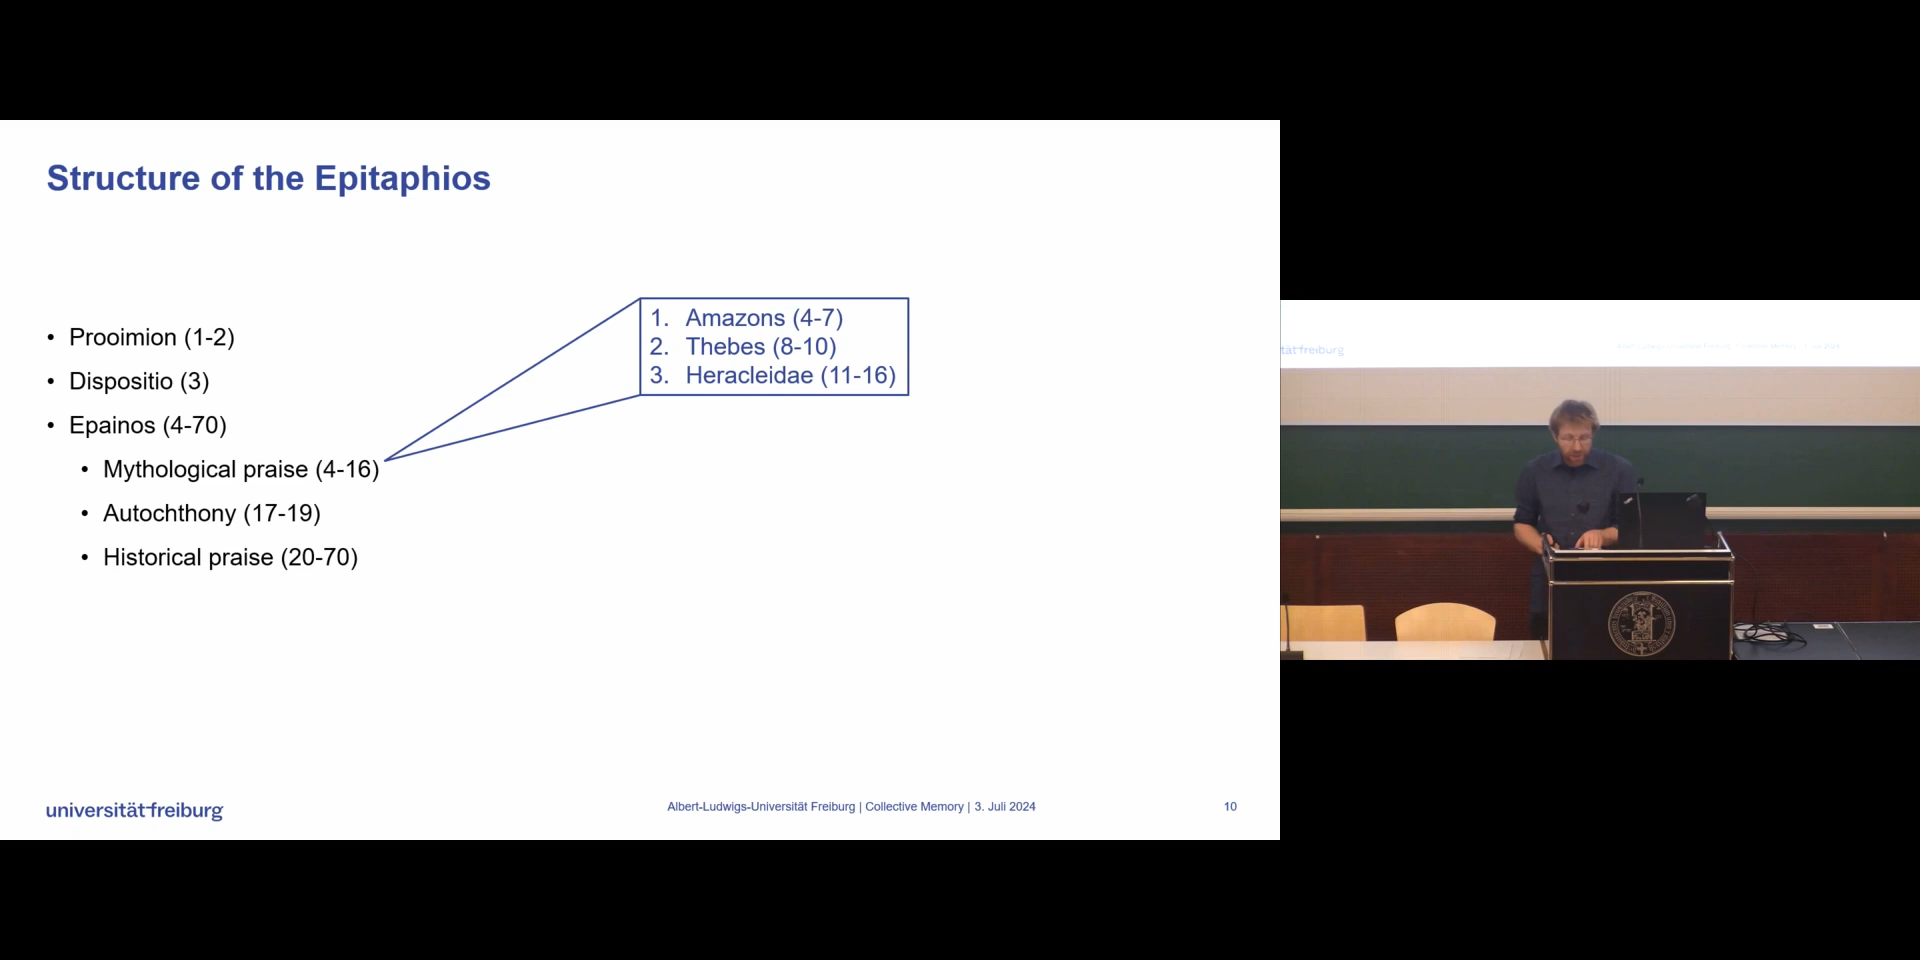 Structure of the Epitaphios
• Prooimion (1-2)
• Dispositio (3)
• Epainos (4-70)
• Mythological praise (4-16)
• Autochthony (17-19)
• Historical praise (20-70)
1. Amazons (4-7)
2. Thebes (8-10)
3. Heracleidae (11-16)
universität freiburg
Albert-Ludwigs-Universität Freiburg | Collective Memory | 3. Juli 2024
10
tät freiburg